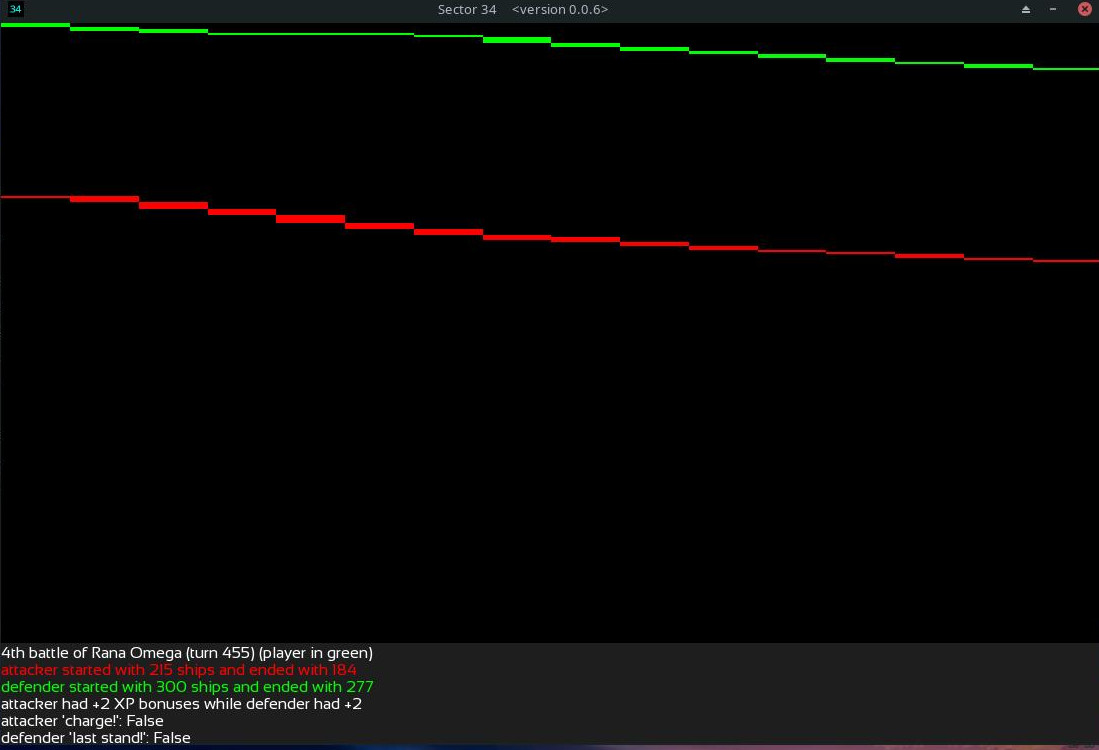 34 Sector 34 <version 0.0.6>
4th battle of Rana Omega (turn 455) (player in green)
attacker started with 215 ships and ended with 184
defender started with 300 ships and ended with 277
attacker had +2 XP bonuses while defender had +2
attacker 'charge!': False
defender 'last stand!': False